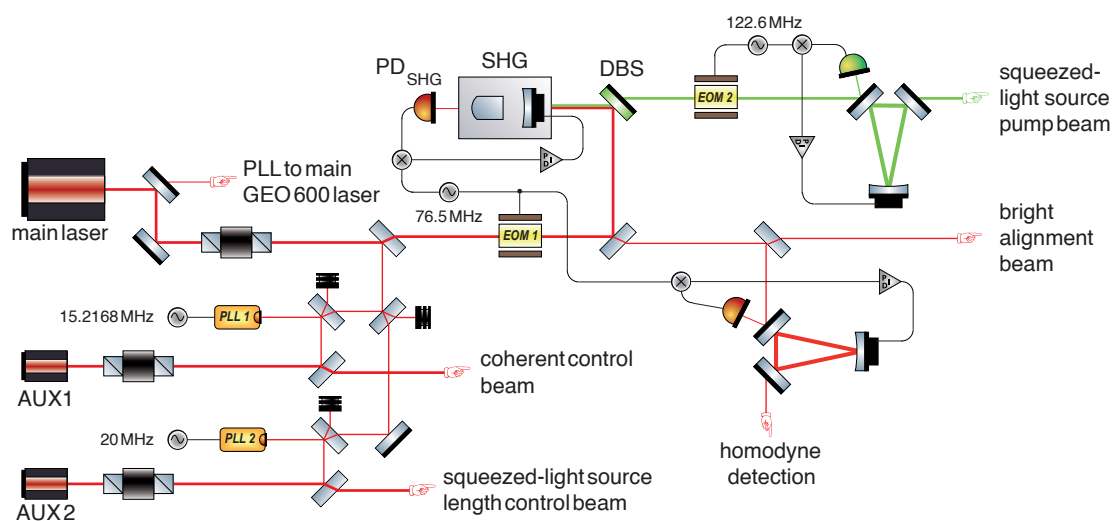 122.6 MHz
SHG
PD
SHG
DBS
EOM 2
squeezed-
light source
pump beam
P
I
D
P
I
D
PLL to main
GEO 600 laser
main laser
76.5 MHz
EOM 1
bright
alignment
beam
P
I
D
15.2168 MHz
PLL 1
AUX1
coherent control
beam
20 MHz
PLL 2
homodyne
detection
squeezed-light source
length control beam
AUX2